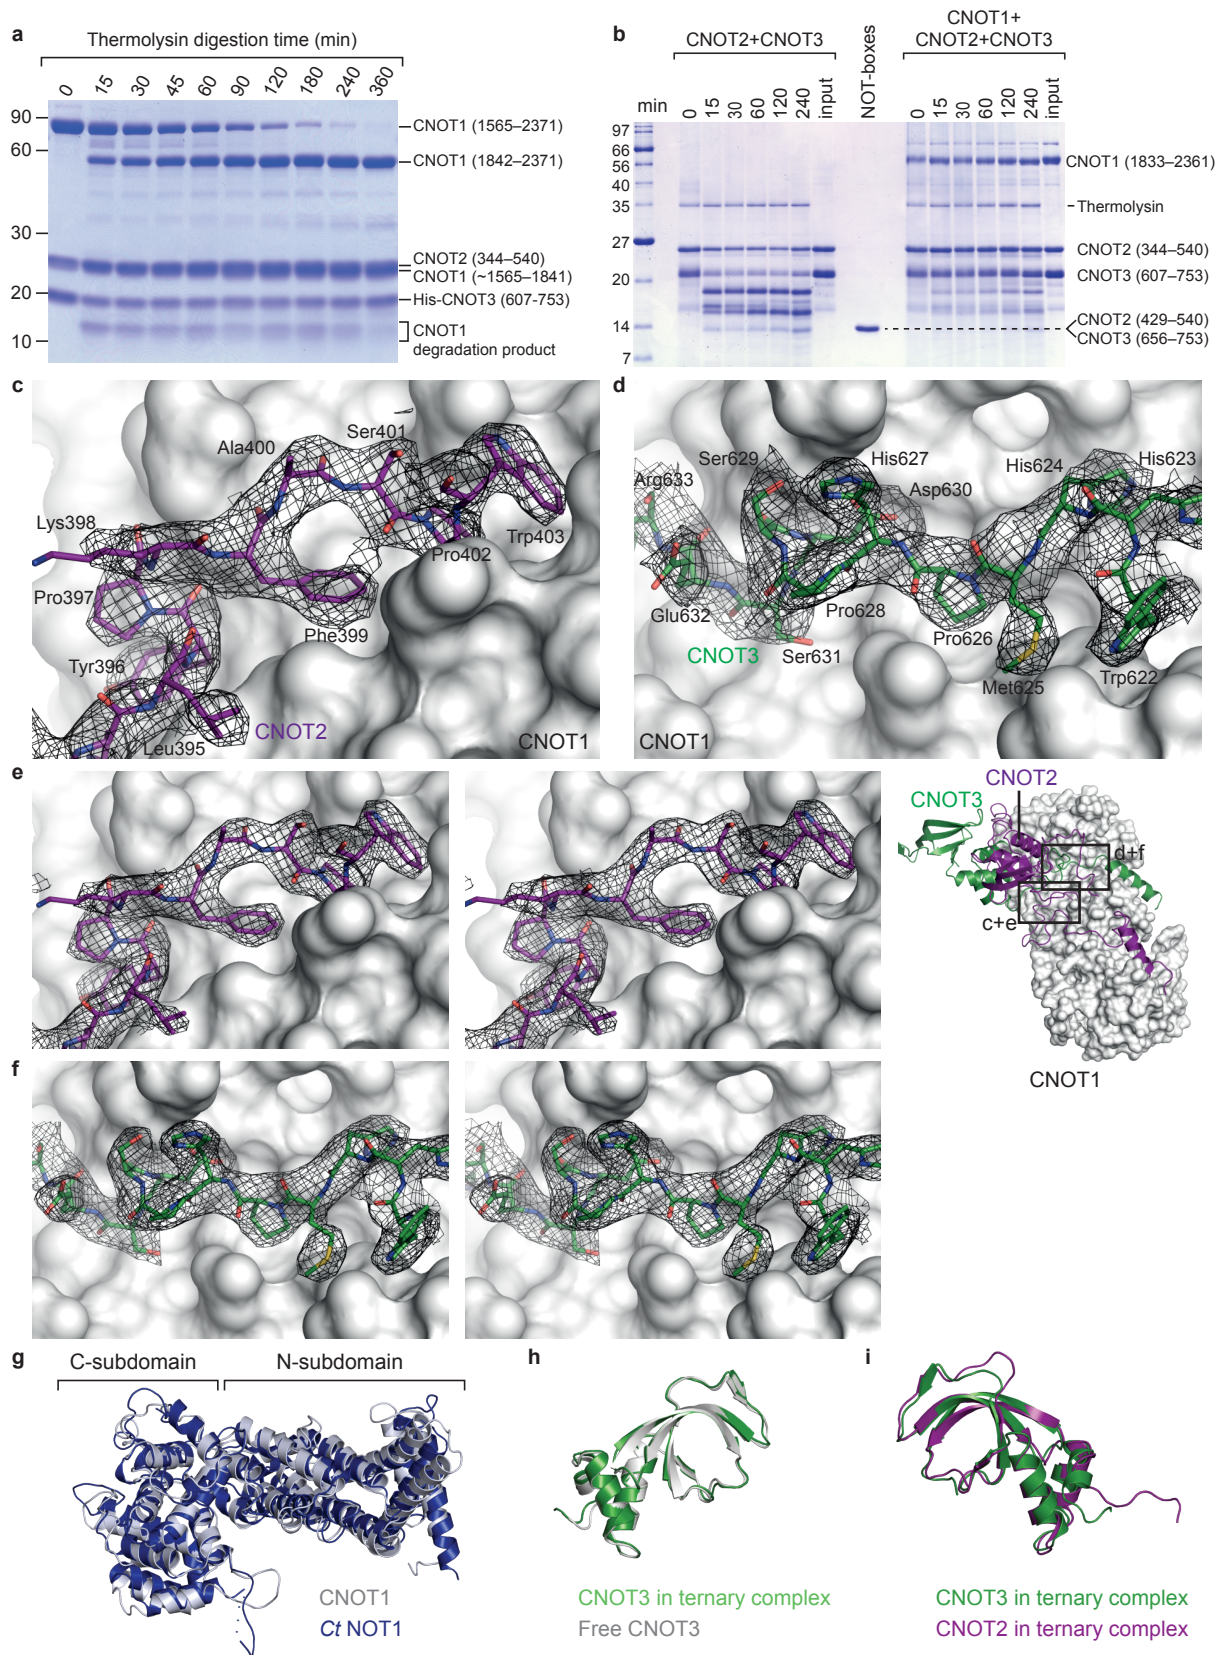 a
Thermolysin digestion time (min)
0 15 30 45 60 90 120 180 240 360
90
60
30
20
10
CNOT1 (1565–2371)
CNOT1 (1842–2371)
CNOT2 (344–540)
CNOT1 (~1565–1841)
His-CNOT3 (607-753)
CNOT1
degradation product
b
CNOT2+CNOT3
NOT-boxes
CNOT1+
CNOT2+CNOT3
min
0 15 30 60 120 240 input
0 15 30 60 120 240 input
97
66
56
40
35
27
20
14
7
CNOT1 (1833–2361)
Thermolysin
CNOT2 (344–540)
CNOT3 (607–753)
CNOT2 (429–540)
CNOT3 (656–753)
c
Ala400
Ser401
Lys398
Trp403
Pro402
Pro397
Phe399
Tyr396
Leu395
CNOT2
CNOT1
d
Ser629
His627
His624
His623
Arg633
Asp630
Glu632
Pro628
Pro626
CNOT3
Ser631
Met625
Trp622
CNOT1
e
CNOT2
CNOT3
d+f
c+e
CNOT1
f
g
C-subdomain
N-subdomain
CNOT1
Ct NOT1
h
CNOT3 in ternary complex
Free CNOT3
i
CNOT3 in ternary complex
CNOT2 in ternary complex